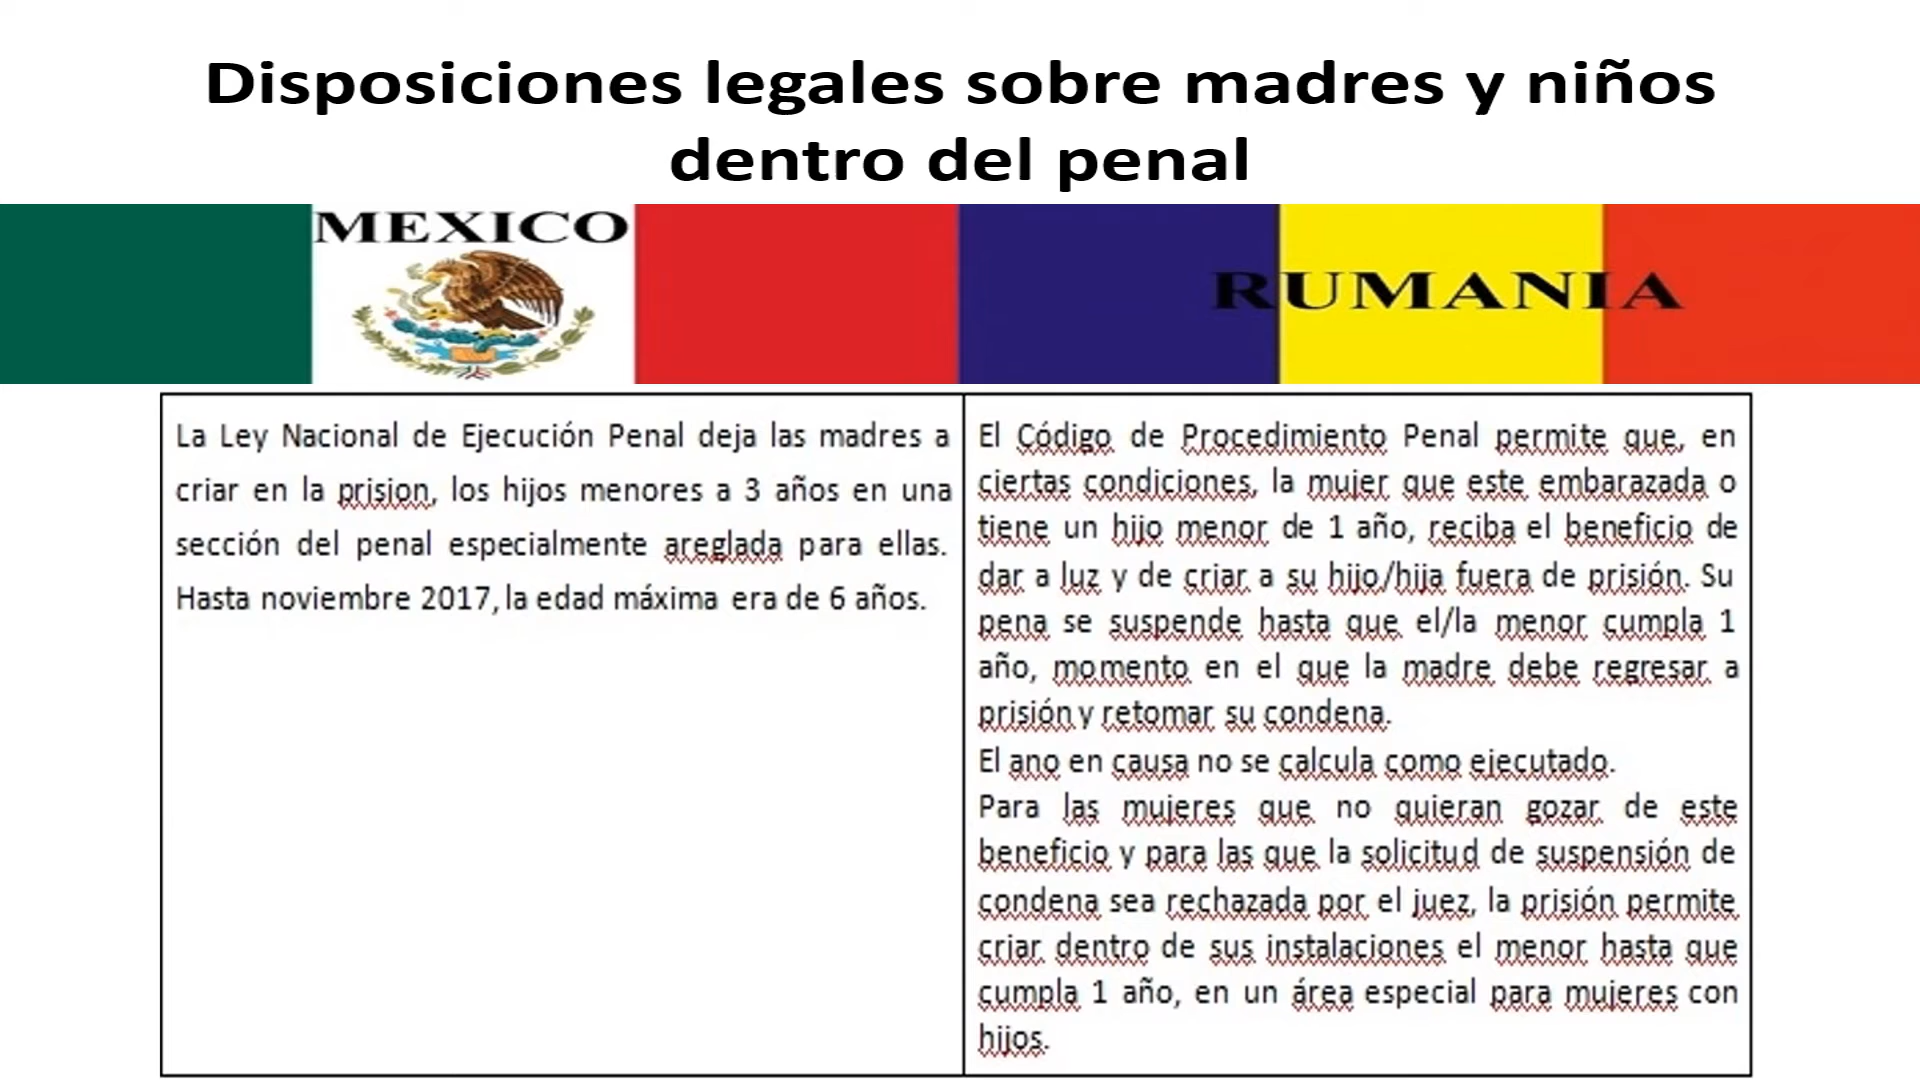 Disposiciones legales sobre madres y niños
dentro del penal
MEXICO
RUMANIA
La Ley Nacional de Ejecución Penal deja las madres a
criar en la prision, los hijos menores a 3 años en una
sección del penal especialmente areglada para ellas.
Hasta noviembre 2017, la edad máxima era de 6 años.
El Código de Procedimiento Penal permite que, en
ciertas condiciones, la mujer que este embarazada o
tiene un hijo menor de 1 año, reciba el beneficio de
dar a luz y de criar a su hijo/hija fuera de prisión. Su
pena se suspende hasta que el/la menor cumpla 1
año, momento en el que la madre debe regresar a
prisión y retomar su condena.
El ano en causa no se calcula como ejecutado.
Para las mujeres que no quieran gozar de este
beneficio y para las que la solicitud de suspensión de
condena sea rechazada por el juez, la prisión permite
criar dentro de sus instalaciones el menor hasta que
cumpla 1 año, en un área especial para mujeres con
hijos.